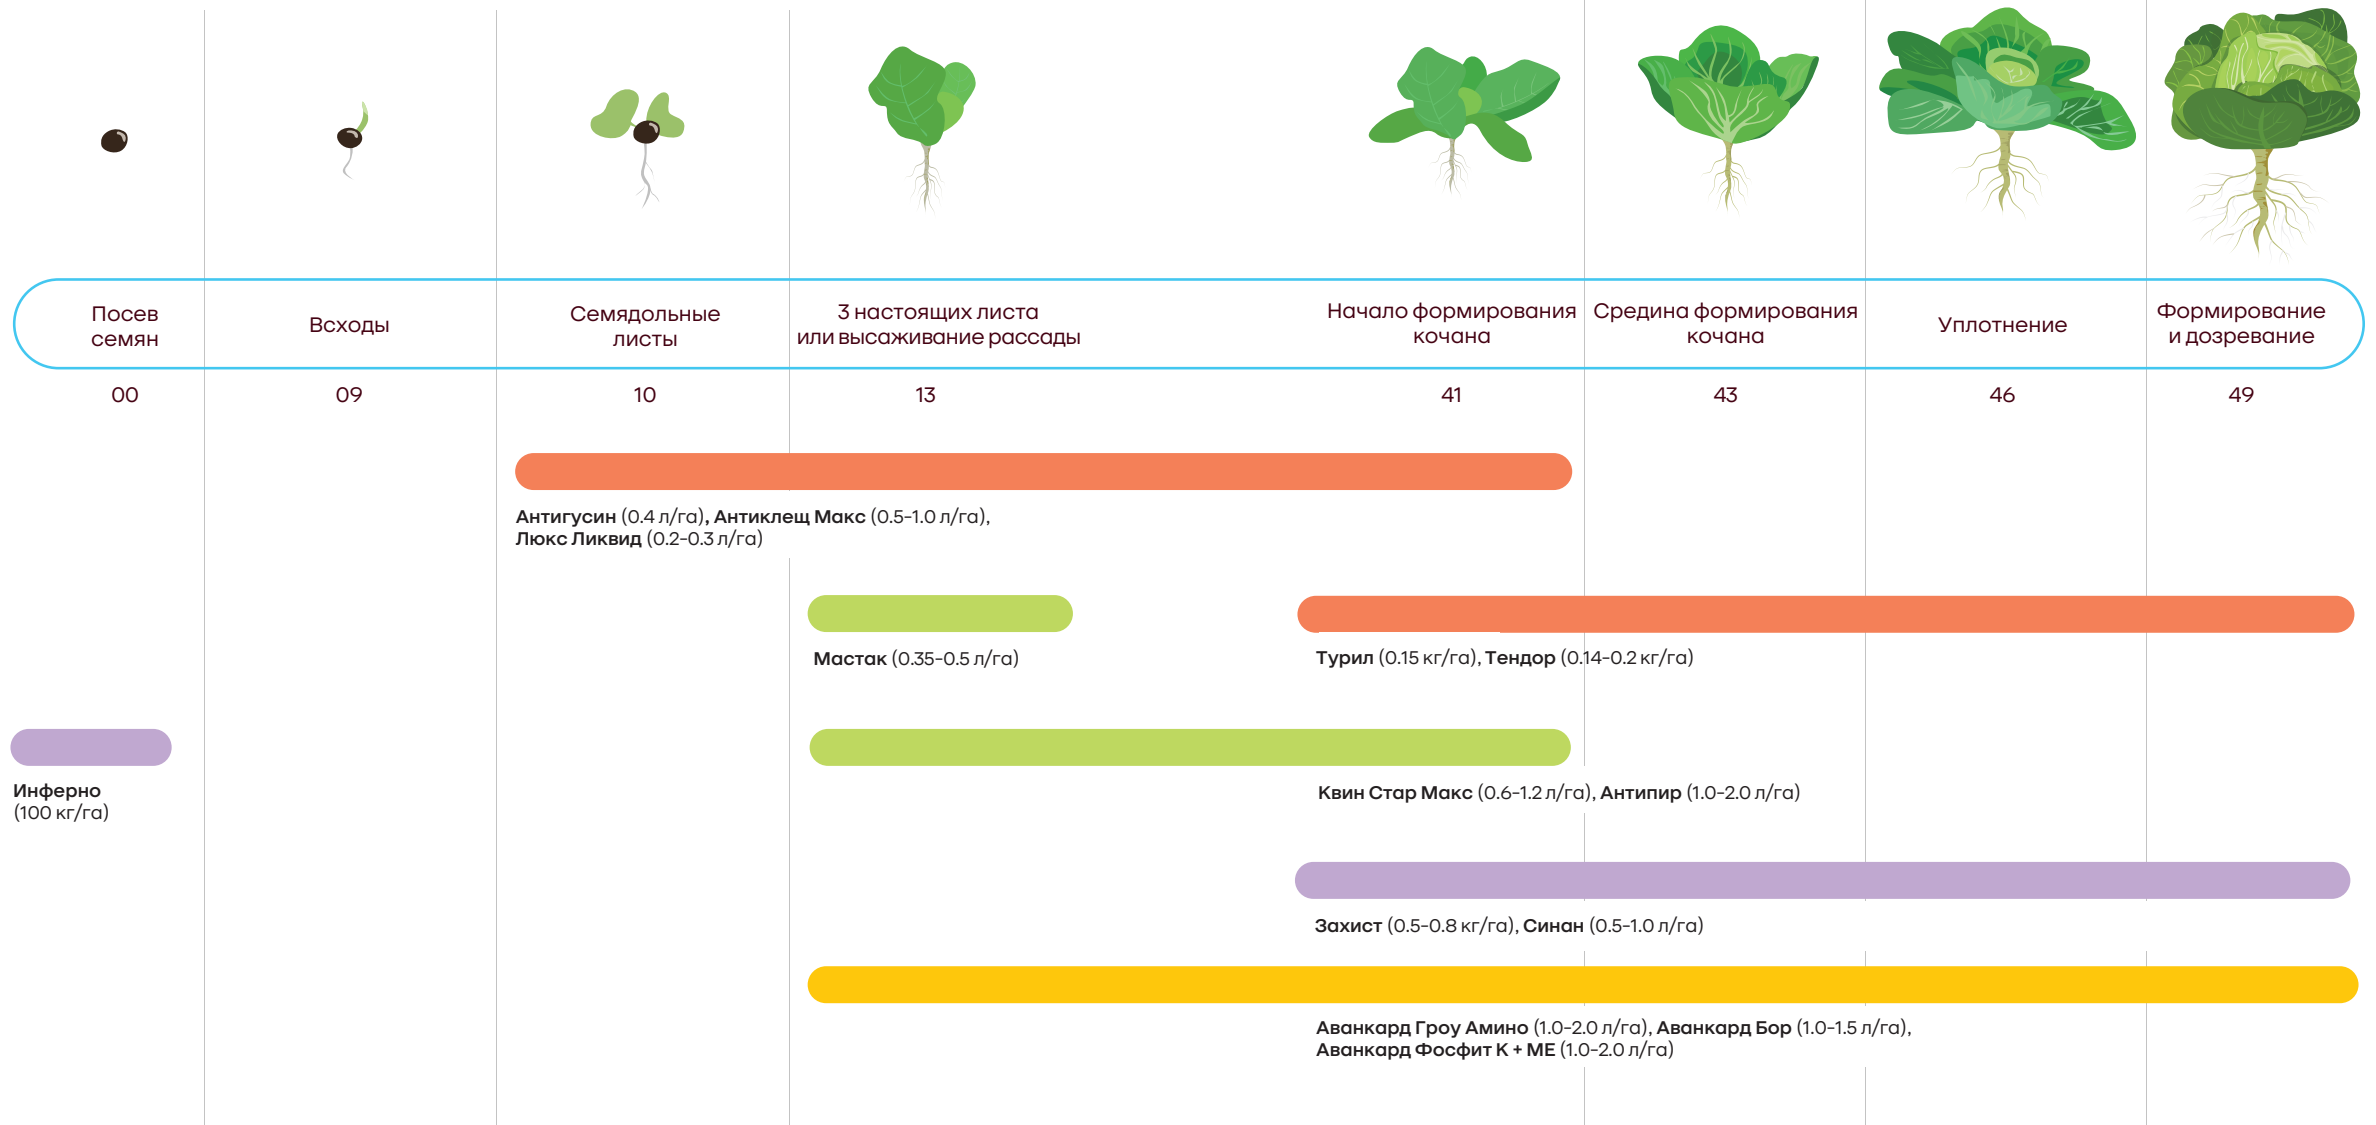 Посев
семян
Всходы
Семядольные
листы
3 настоящих листа
или высаживание рассады
Начало формирования
кочана
Средина формирования
кочана
Уплотнение
Формирование
и дозревание
00
09
10
13
41
43
46
49
Антигусин (0.4 л/га), Антиклещ Макс (0.5-1.0 л/га),
Люкс Ликвид (0.2-0.3 л/га)
Мастак (0.35-0.5 л/га)
Турил (0.15 кг/га), Тендор (0.14-0.2 кг/га)
Инферно
(100 кг/га)
Квин Стар Макс (0.6-1.2 л/га), Антипир (1.0-2.0 л/га)
Захист (0.5-0.8 кг/га), Синан (0.5-1.0 л/га)
Аванкард Гроу Амино (1.0-2.0 л/га), Аванкард Бор (1.0-1.5 л/га),
Аванкард Фосфит К + МЕ (1.0-2.0 л/га)